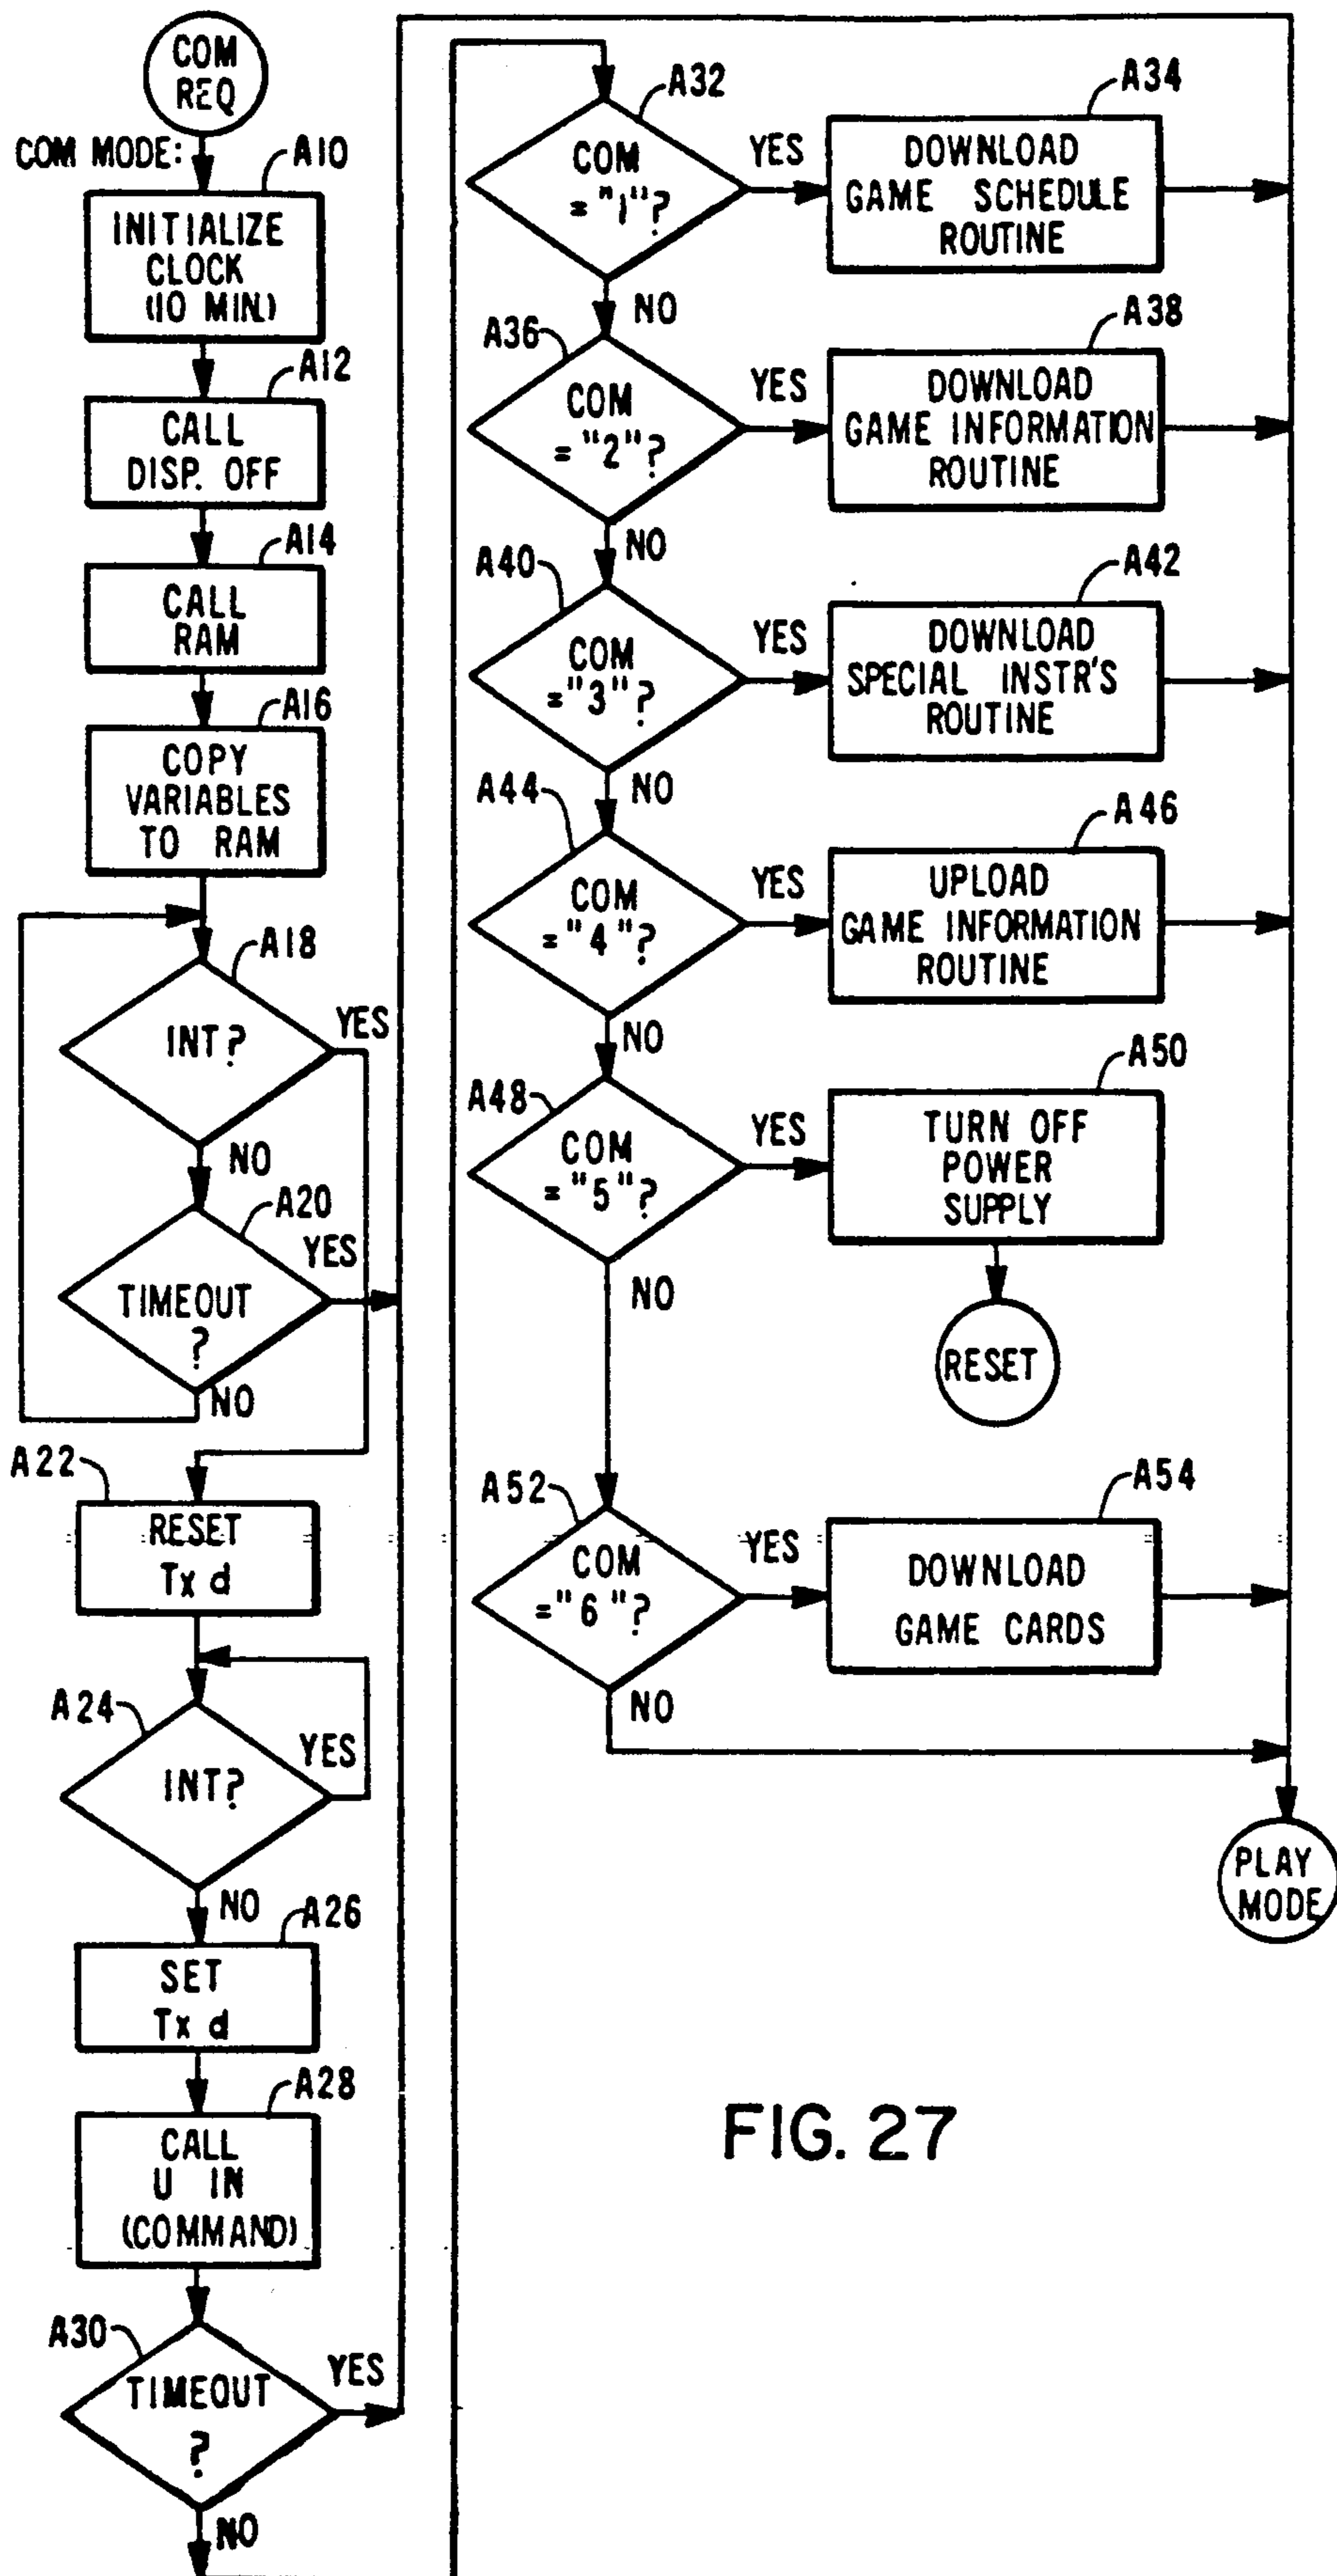 COM
REQ
COM MODE:
A10
INITIALIZE
CLOCK
(10 MIN.)
A12
CALL
DISP. OFF
A14
CALL
RAM
A16
COPY
VARIABLES
TO RAM
A18
INT?
YES
NO
A20
TIMEOUT
?
YES
NO
A22
RESET
Tx d
A24
INT?
YES
NO
A26
SET
Tx d
A28
CALL
U IN
(COMMAND)
A30
TIMEOUT
?
YES
NO
A32
COM
="1"?
YES
NO
A34
DOWNLOAD
GAME SCHEDULE
ROUTINE
A36
COM
="2"?
YES
NO
A38
DOWNLOAD
GAME INFORMATION
ROUTINE
A40
COM
="3"?
YES
NO
A42
DOWNLOAD
SPECIAL INSTR'S
ROUTINE
A44
COM
="4"?
YES
NO
A46
UPLOAD
GAME INFORMATION
ROUTINE
A48
COM
="5"?
YES
NO
A50
TURN OFF
POWER
SUPPLY
RESET
A52
COM
="6"?
YES
NO
A54
DOWNLOAD
GAME CARDS
PLAY
MODE
FIG. 27